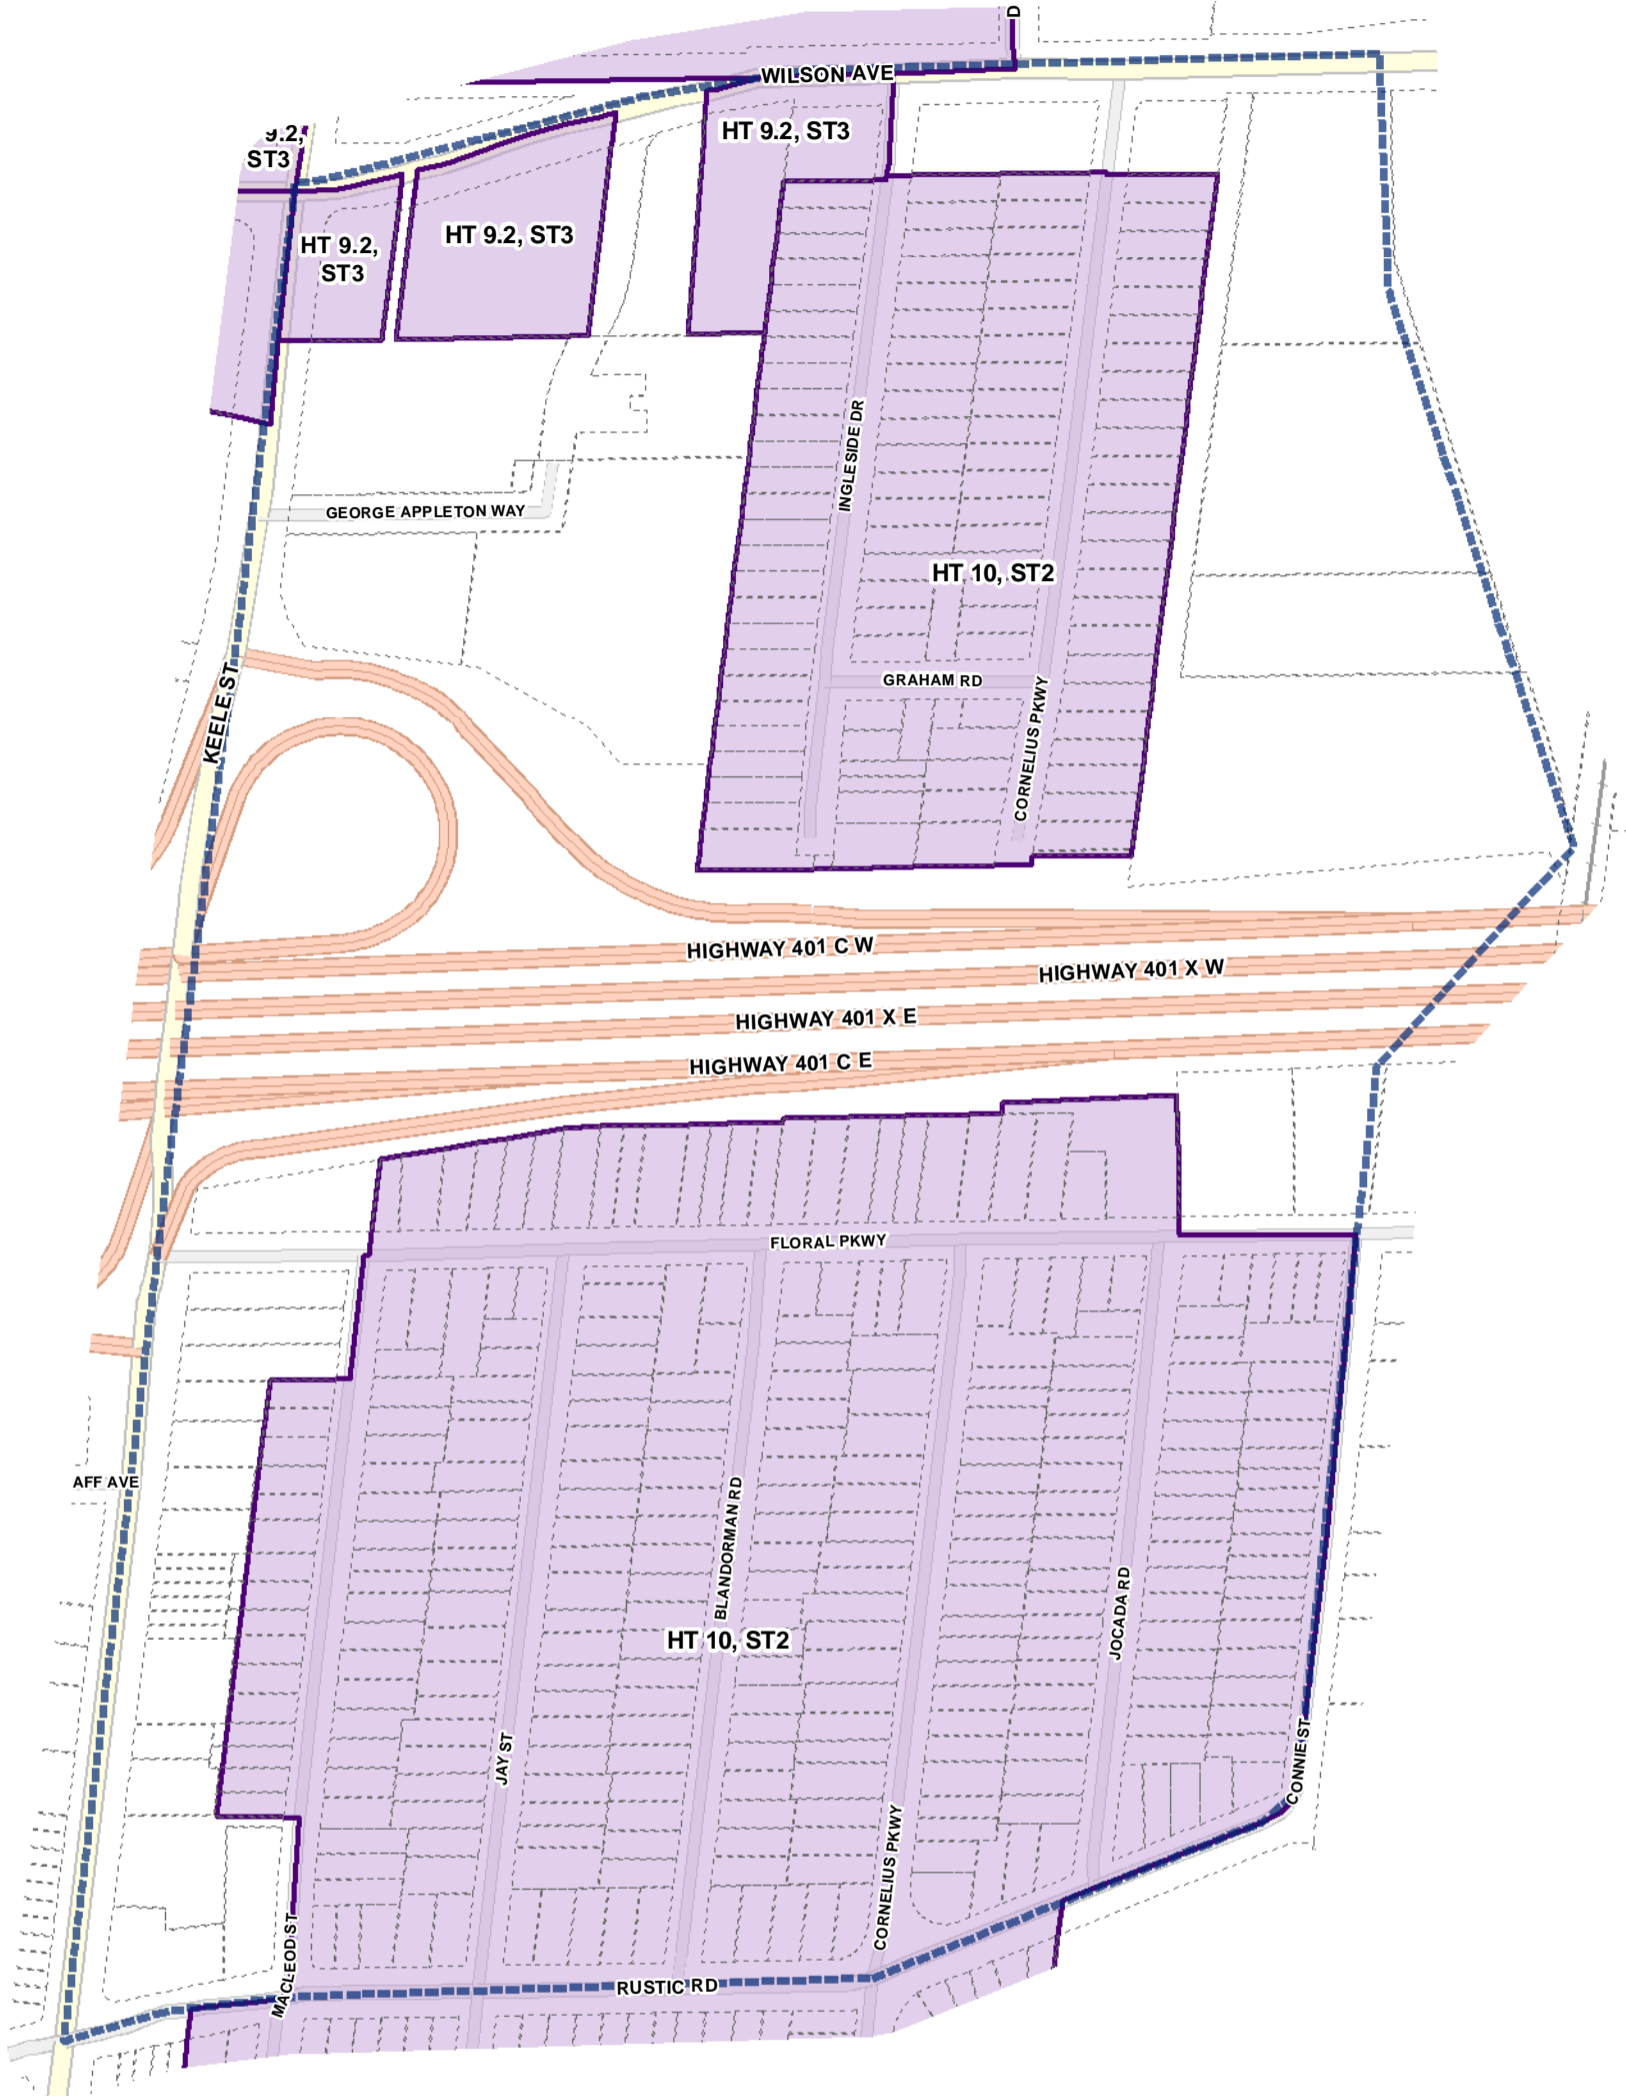 D
WILSON AVE
9.2,
ST3
HT 9.2, ST3
HT 9.2,
ST3
HT 9.2, ST3
INGLESIDE DR
GEORGE APPLETON WAY
HT 10, ST2
KEELE ST
GRAHAM RD
CORNELIUS PKWY
HIGHWAY 401 C W
HIGHWAY 401 X W
HIGHWAY 401 X E
HIGHWAY 401 C E
FLORAL PKWY
AFF AVE
BLANDORMAN RD
JOCADA RD
HT 10, ST2
JAY ST
CONNIE ST
CORNELIUS PKWY
MACLEOD ST
RUSTIC RD